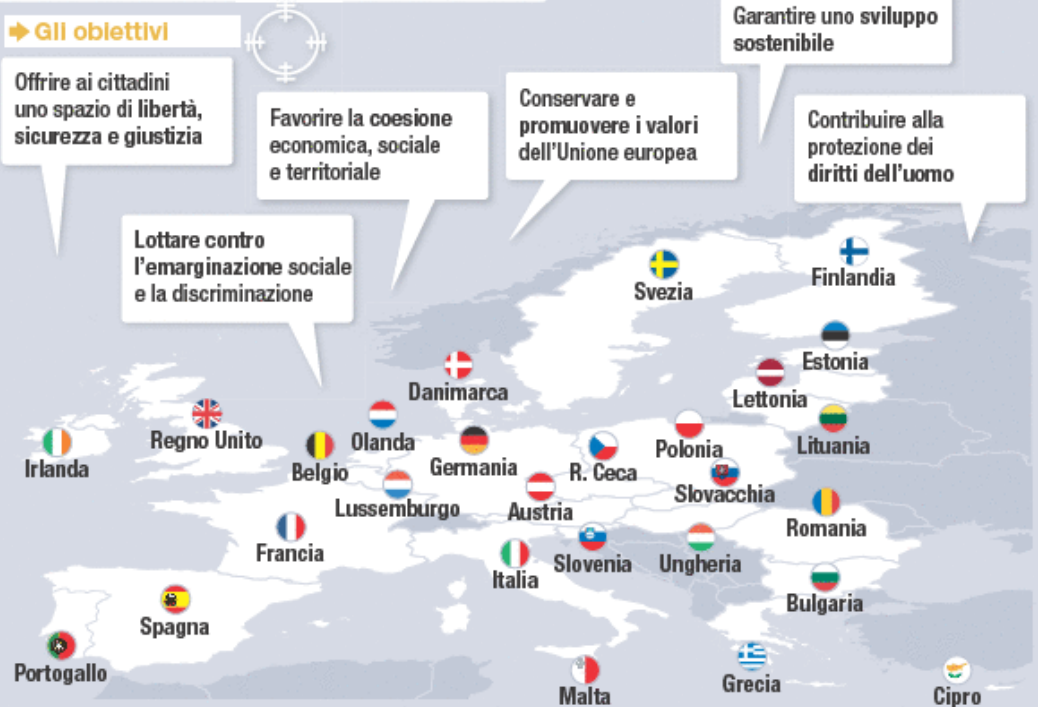 Gli obiettivi
Offrire ai cittadini
uno spazio di libertà,
sicurezza e giustizia
Favorire la coesione
economica, sociale
e territoriale
Conservare e
promuovere i valori
dell'Unione europea
Garantire uno sviluppo
sostenibile
Contribuire alla
protezione dei
diritti dell'uomo
Lottare contro
l'emarginazione sociale
e la discriminazione
Svezia
Finlandia
Estonia
Danimarca
Lettonia
Regno Unito
Olanda
Polonia
Lituania
Irlanda
Belgio
Germania
R. Ceca
Slovacchia
Lussemburgo
Austria
Romania
Francia
Italia
Slovenia
Ungheria
Bulgaria
Spagna
Portogallo
Malta
Grecia
Cipro